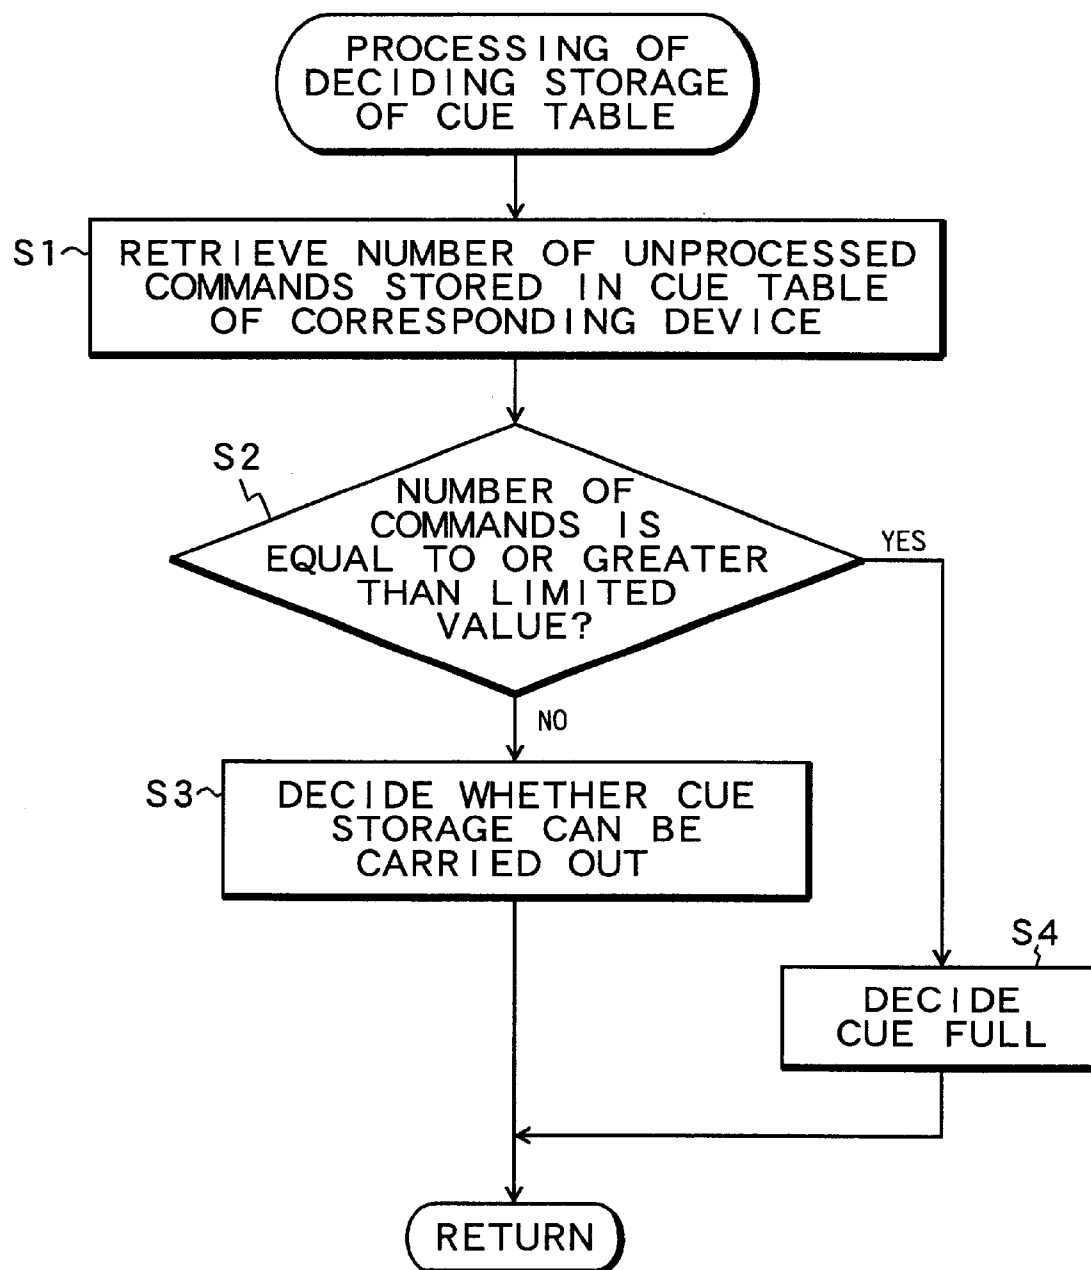 PROCESSING OF
DECIDING STORAGE
OF CUE TABLE
S1
RETRIEVE NUMBER OF UNPROCESSED
COMMANDS STORED IN CUE TABLE
OF CORRESPONDING DEVICE
S2
NUMBER OF
COMMANDS IS
EQUAL TO OR GREATER
THAN LIMITED
VALUE?
YES
NO
S3
DECIDE WHETHER CUE
STORAGE CAN BE
CARRIED OUT
S4
DECIDE
CUE FULL
RETURN